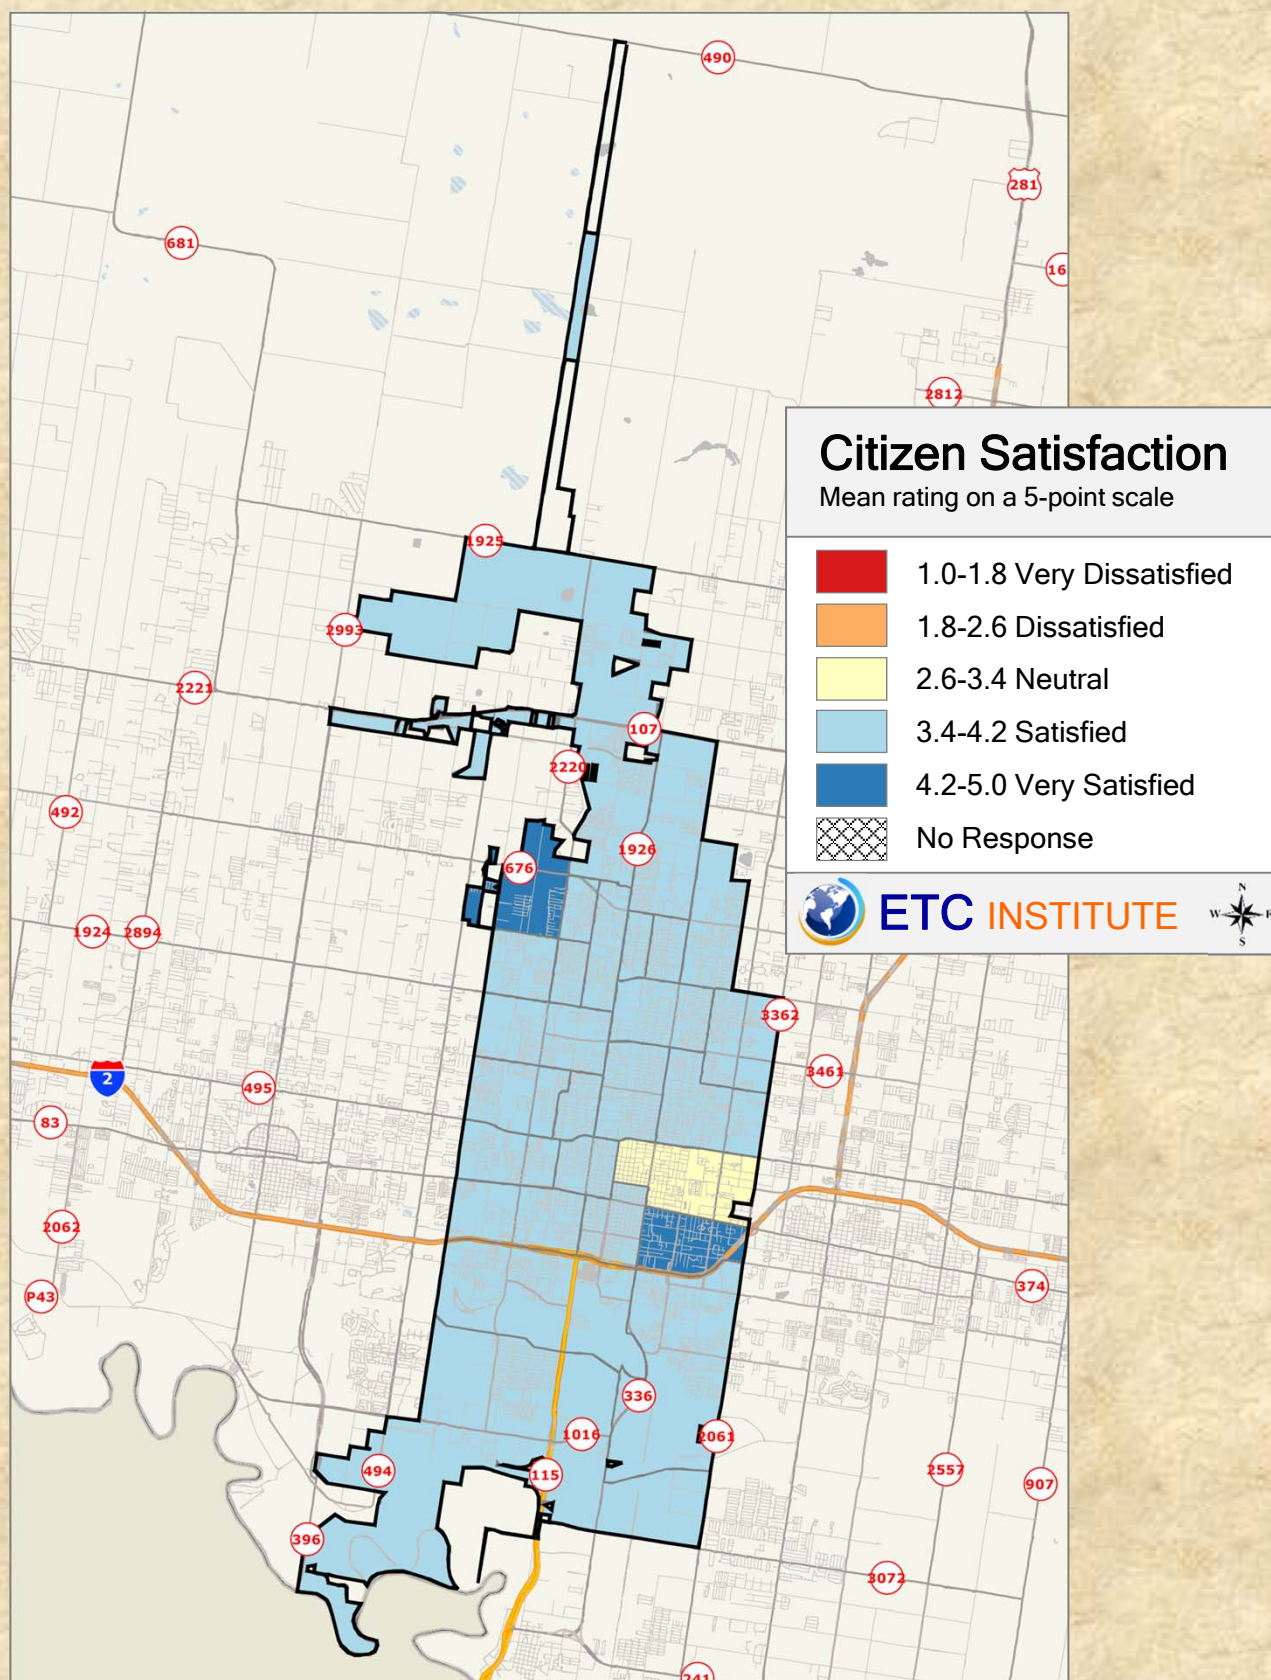 490
281
681
16
2812
Citizen Satisfaction
Mean rating on a 5-point scale
1.0-1.8 Very Dissatisfied
1.8-2.6 Dissatisfied
2.6-3.4 Neutral
3.4-4.2 Satisfied
4.2-5.0 Very Satisfied
No Response
ETC INSTITUTE
N
W
S
1925
2993
2221
107
2220
492
1926
676
1924
2894
3362
3461
2
495
83
2062
P43
374
336
1016
2061
494
115
2557
907
396
3072
241